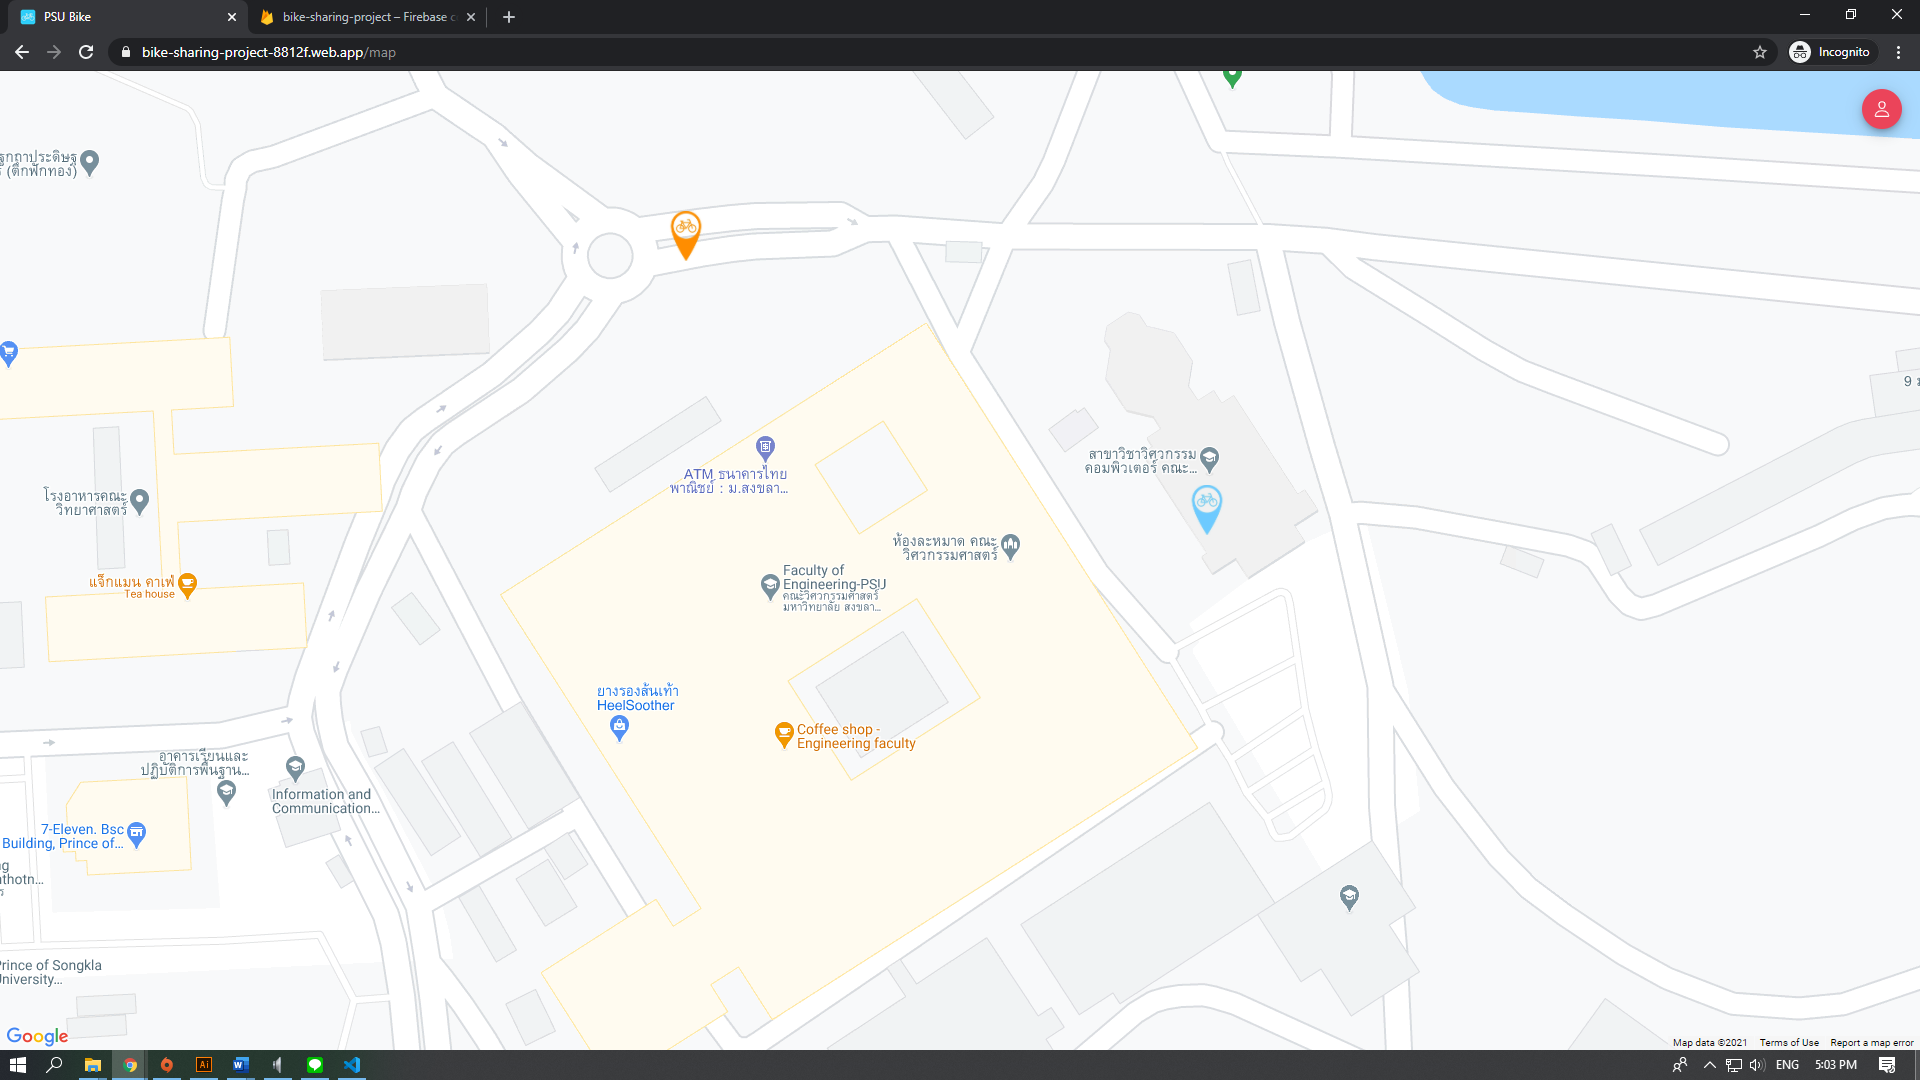 PSU Bike
bike-sharing-project – Firebase c
bike-sharing-project-8812f.web.app/map
Incognito
ฐกถาประดิษฐ
(ตึกฟักทอง)
9
สาขาวิชาวิศวกรรม
คอมพิวเตอร์ คณะ...
ATM ธนาคารไทย
พาณิชย์ : ม.สงขลา...
โรงอาหารคณะ
วิทยาศาสตร์
ห้องละหมาด คณะ
วิศวกรรมศาสตร์
แจ็กแมน คาเฟ่
Tea house
Faculty of
Engineering-PSU
คณะวิศวกรรมศาสตร์
มหาวิทยาลัย สงขลา...
ยางรองส้นเท้า
HeelSoother
Coffee shop -
Engineering faculty
อาคารเรียนและ
ปฏิบัติการพื้นฐาน...
Information and
Communication...
7-Eleven. Bsc
Building, Prince of...
Prince of Songkla
University...
Google
Map data ©2021 Terms of Use Report a map error
Ai
W
ENG
5:03 PM